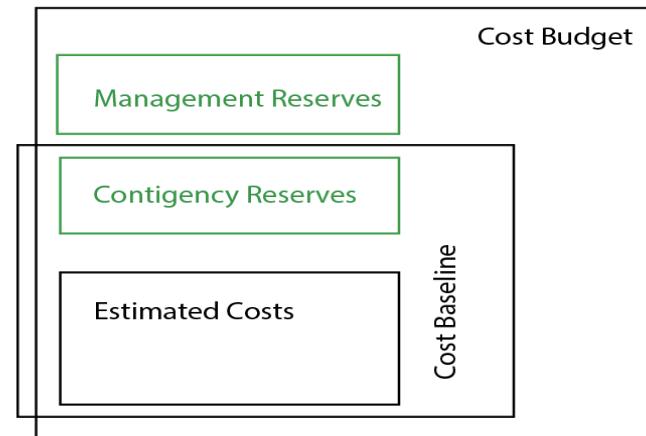 Cost Budget
Management Reserves
Contigency Reserves
Estimated Costs
Cost Baseline